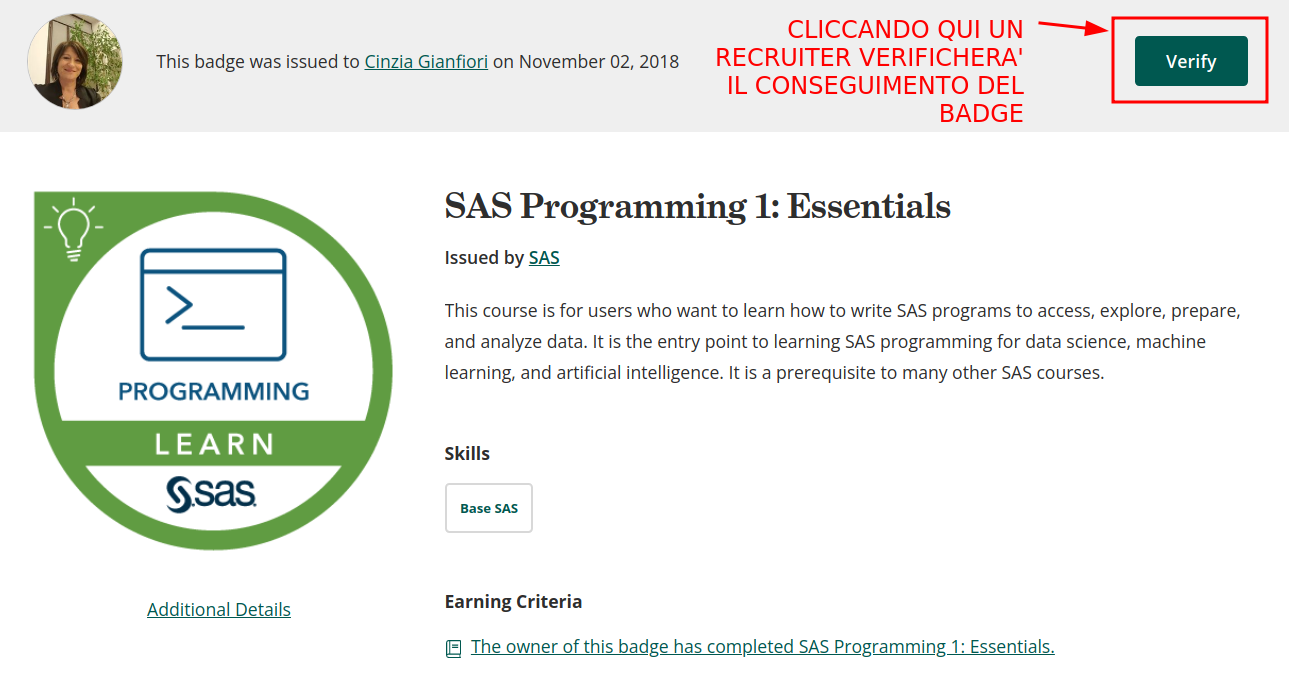 This badge was issued to Cinzia Gianfiori on November 02, 2018
CLICCANDO QUI UN
RECRUITER VERIFICHERA'
IL CONSEGUIMENTO DEL
BADGE
Verify
PROGRAMMING
LEARN
sas
Additional Details
SAS Programming 1: Essentials
Issued by SAS
This course is for users who want to learn how to write SAS programs to access, explore, prepare,
and analyze data. It is the entry point to learning SAS programming for data science, machine
learning, and artificial intelligence. It is a prerequisite to many other SAS courses.
Skills
Base SAS
Earning Criteria
The owner of this badge has completed SAS Programming 1: Essentials.